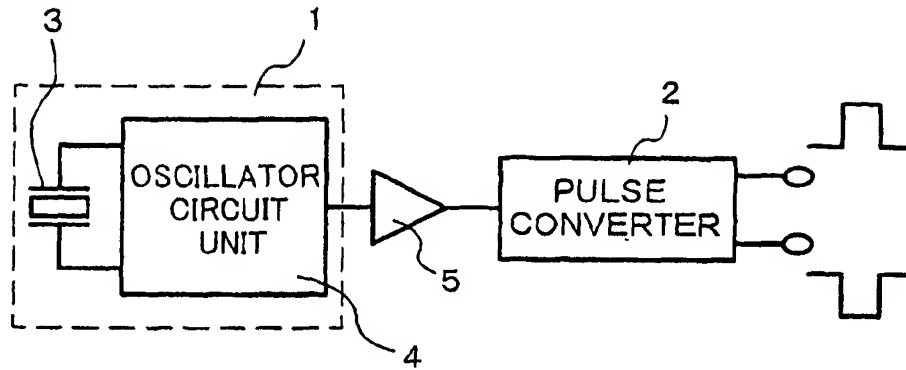 1
3
2
OSCILLATOR
CIRCUIT
UNIT
PULSE
CONVERTER
5
4